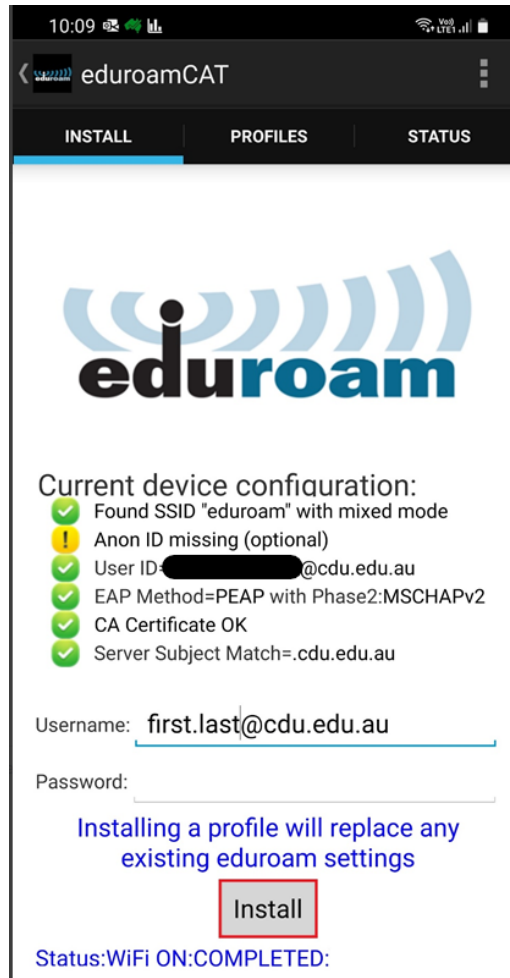 10:09
Vo))
LTE1
eduroam
eduroamCAT
INSTALL PROFILES STATUS
eduroam
Current device configuration:
Found SSID "eduroam" with mixed mode
! Anon ID missing (optional)
User ID= @cdu.edu.au
EAP Method=PEAP with Phase2:MSCHAPv2
CA Certificate OK
Server Subject Match=.cdu.edu.au
Username: first.last@cdu.edu.au
Password:
Installing a profile will replace any
existing eduroam settings
Install
Status:WiFi ON:COMPLETED: